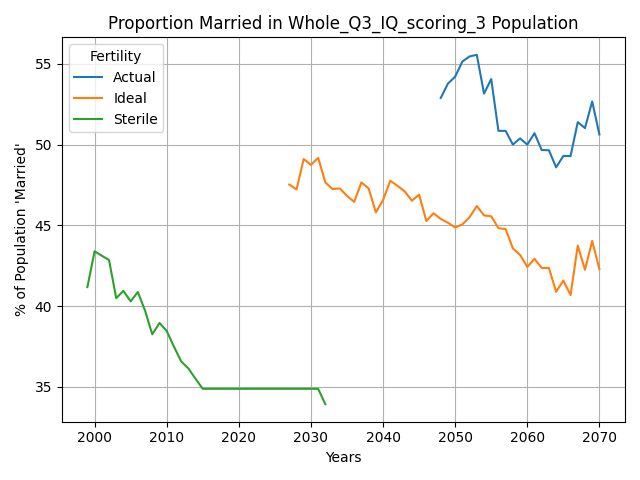 Proportion Married in Whole_Q3_IQ_scoring_3 Population
Fertility
Actual
Ideal
Sterile
% of Population 'Married'
55
50
45
40
35
2000 2010 2020 2030 2040 2050 2060 2070
Years